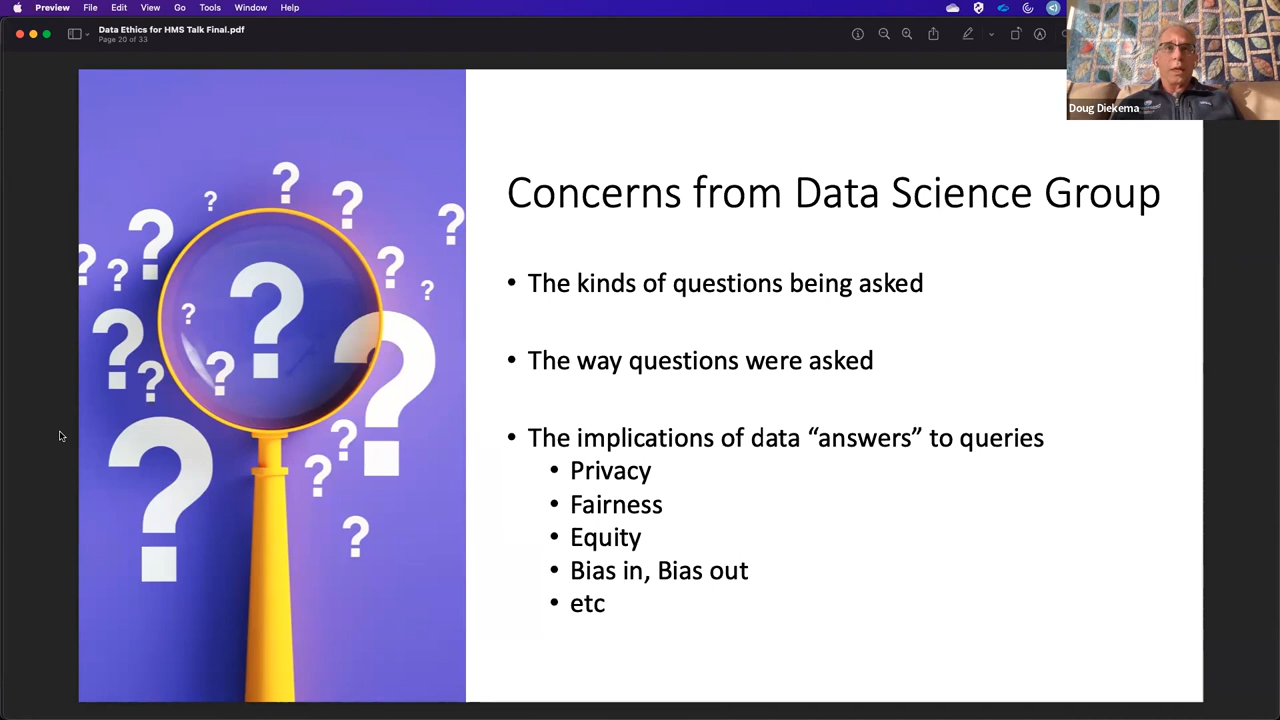 Preview File Edit View Go Tools Window Help
Data Ethics for HMS Talk Final.pdf
Page 20 of 33
Doug Diekema
Concerns from Data Science Group
• The kinds of questions being asked
• The way questions were asked
• The implications of data “answers” to queries
• Privacy
• Fairness
• Equity
• Bias in, Bias out
• etc
? ? ? ? ? ? ? ? ? ? ? ? ? ? ? ? ? ? ?